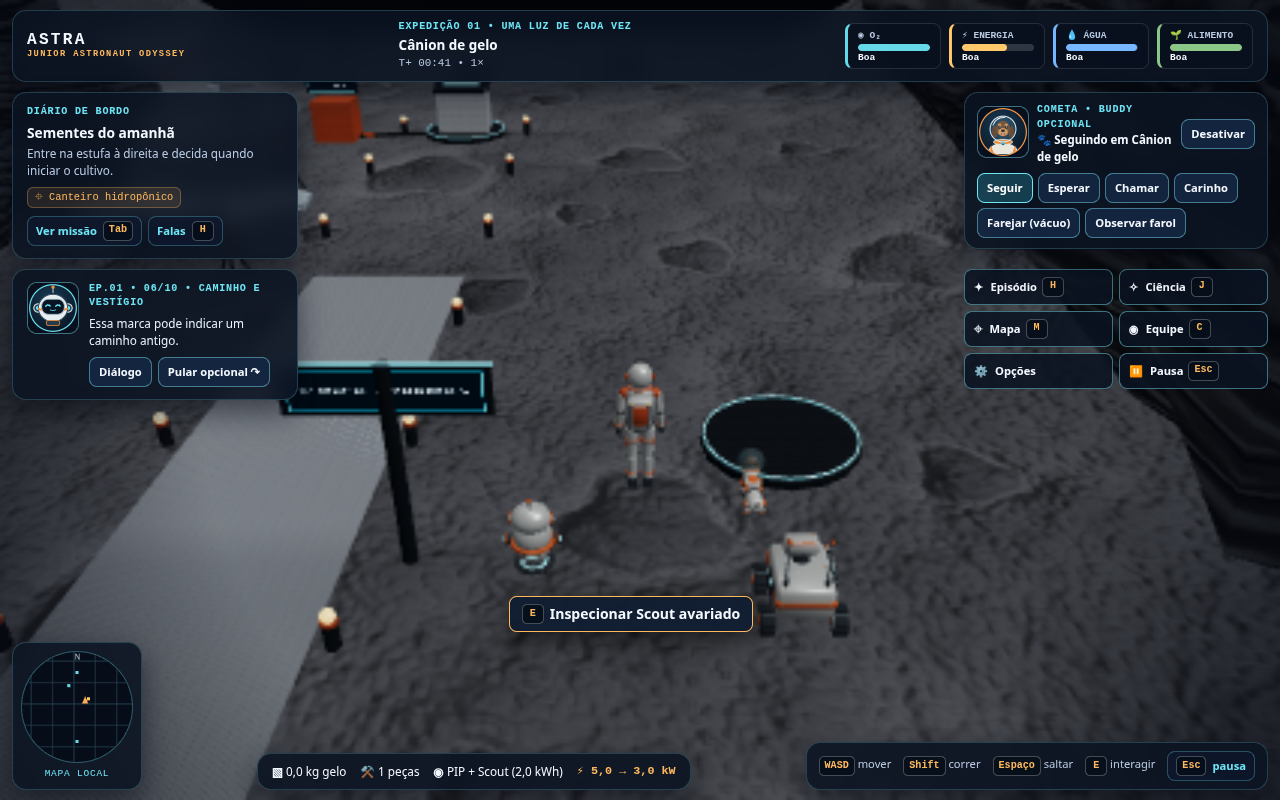 ASTRA
JUNIOR ASTRONAUT ODYSSEY
EXPEDIÇÃO 01 • UMA LUZ DE CADA VEZ
Cânion de gelo
T+ 00:41 • 1×
◉ O₂
Boa
⚡ ENERGIA
Boa
💧 ÁGUA
Boa
🌱 ALIMENTO
Boa
DIÁRIO DE BORDO
Sementes do amanhã
Entre na estufa à direita e decida quando
iniciar o cultivo.
⌖ Canteiro hidropônico
Ver missão Tab
Falas H
EP.01 • 06/10 • CAMINHO E
VESTÍGIO
Essa marca pode indicar um
caminho antigo.
Diálogo
Pular opcional ↷
COMETA • BUDDY
OPCIONAL
🐾 Seguindo em Cânion
de gelo
Desativar
Seguir
Esperar
Chamar
Carinho
Farejar (vácuo)
Observar farol
✦ Episódio H
✧ Ciência J
⌖ Mapa M
◉ Equipe C
⚙️ Opções
⏸️ Pausa Esc
E Inspecionar Scout avariado
N
MAPA LOCAL
▧ 0,0 kg gelo
⚒️ 1 peças
◉ PIP + Scout (2,0 kWh)
⚡ 5,0 → 3,0 kW
WASD mover
Shift correr
Espaço saltar
E interagir
Esc pausa